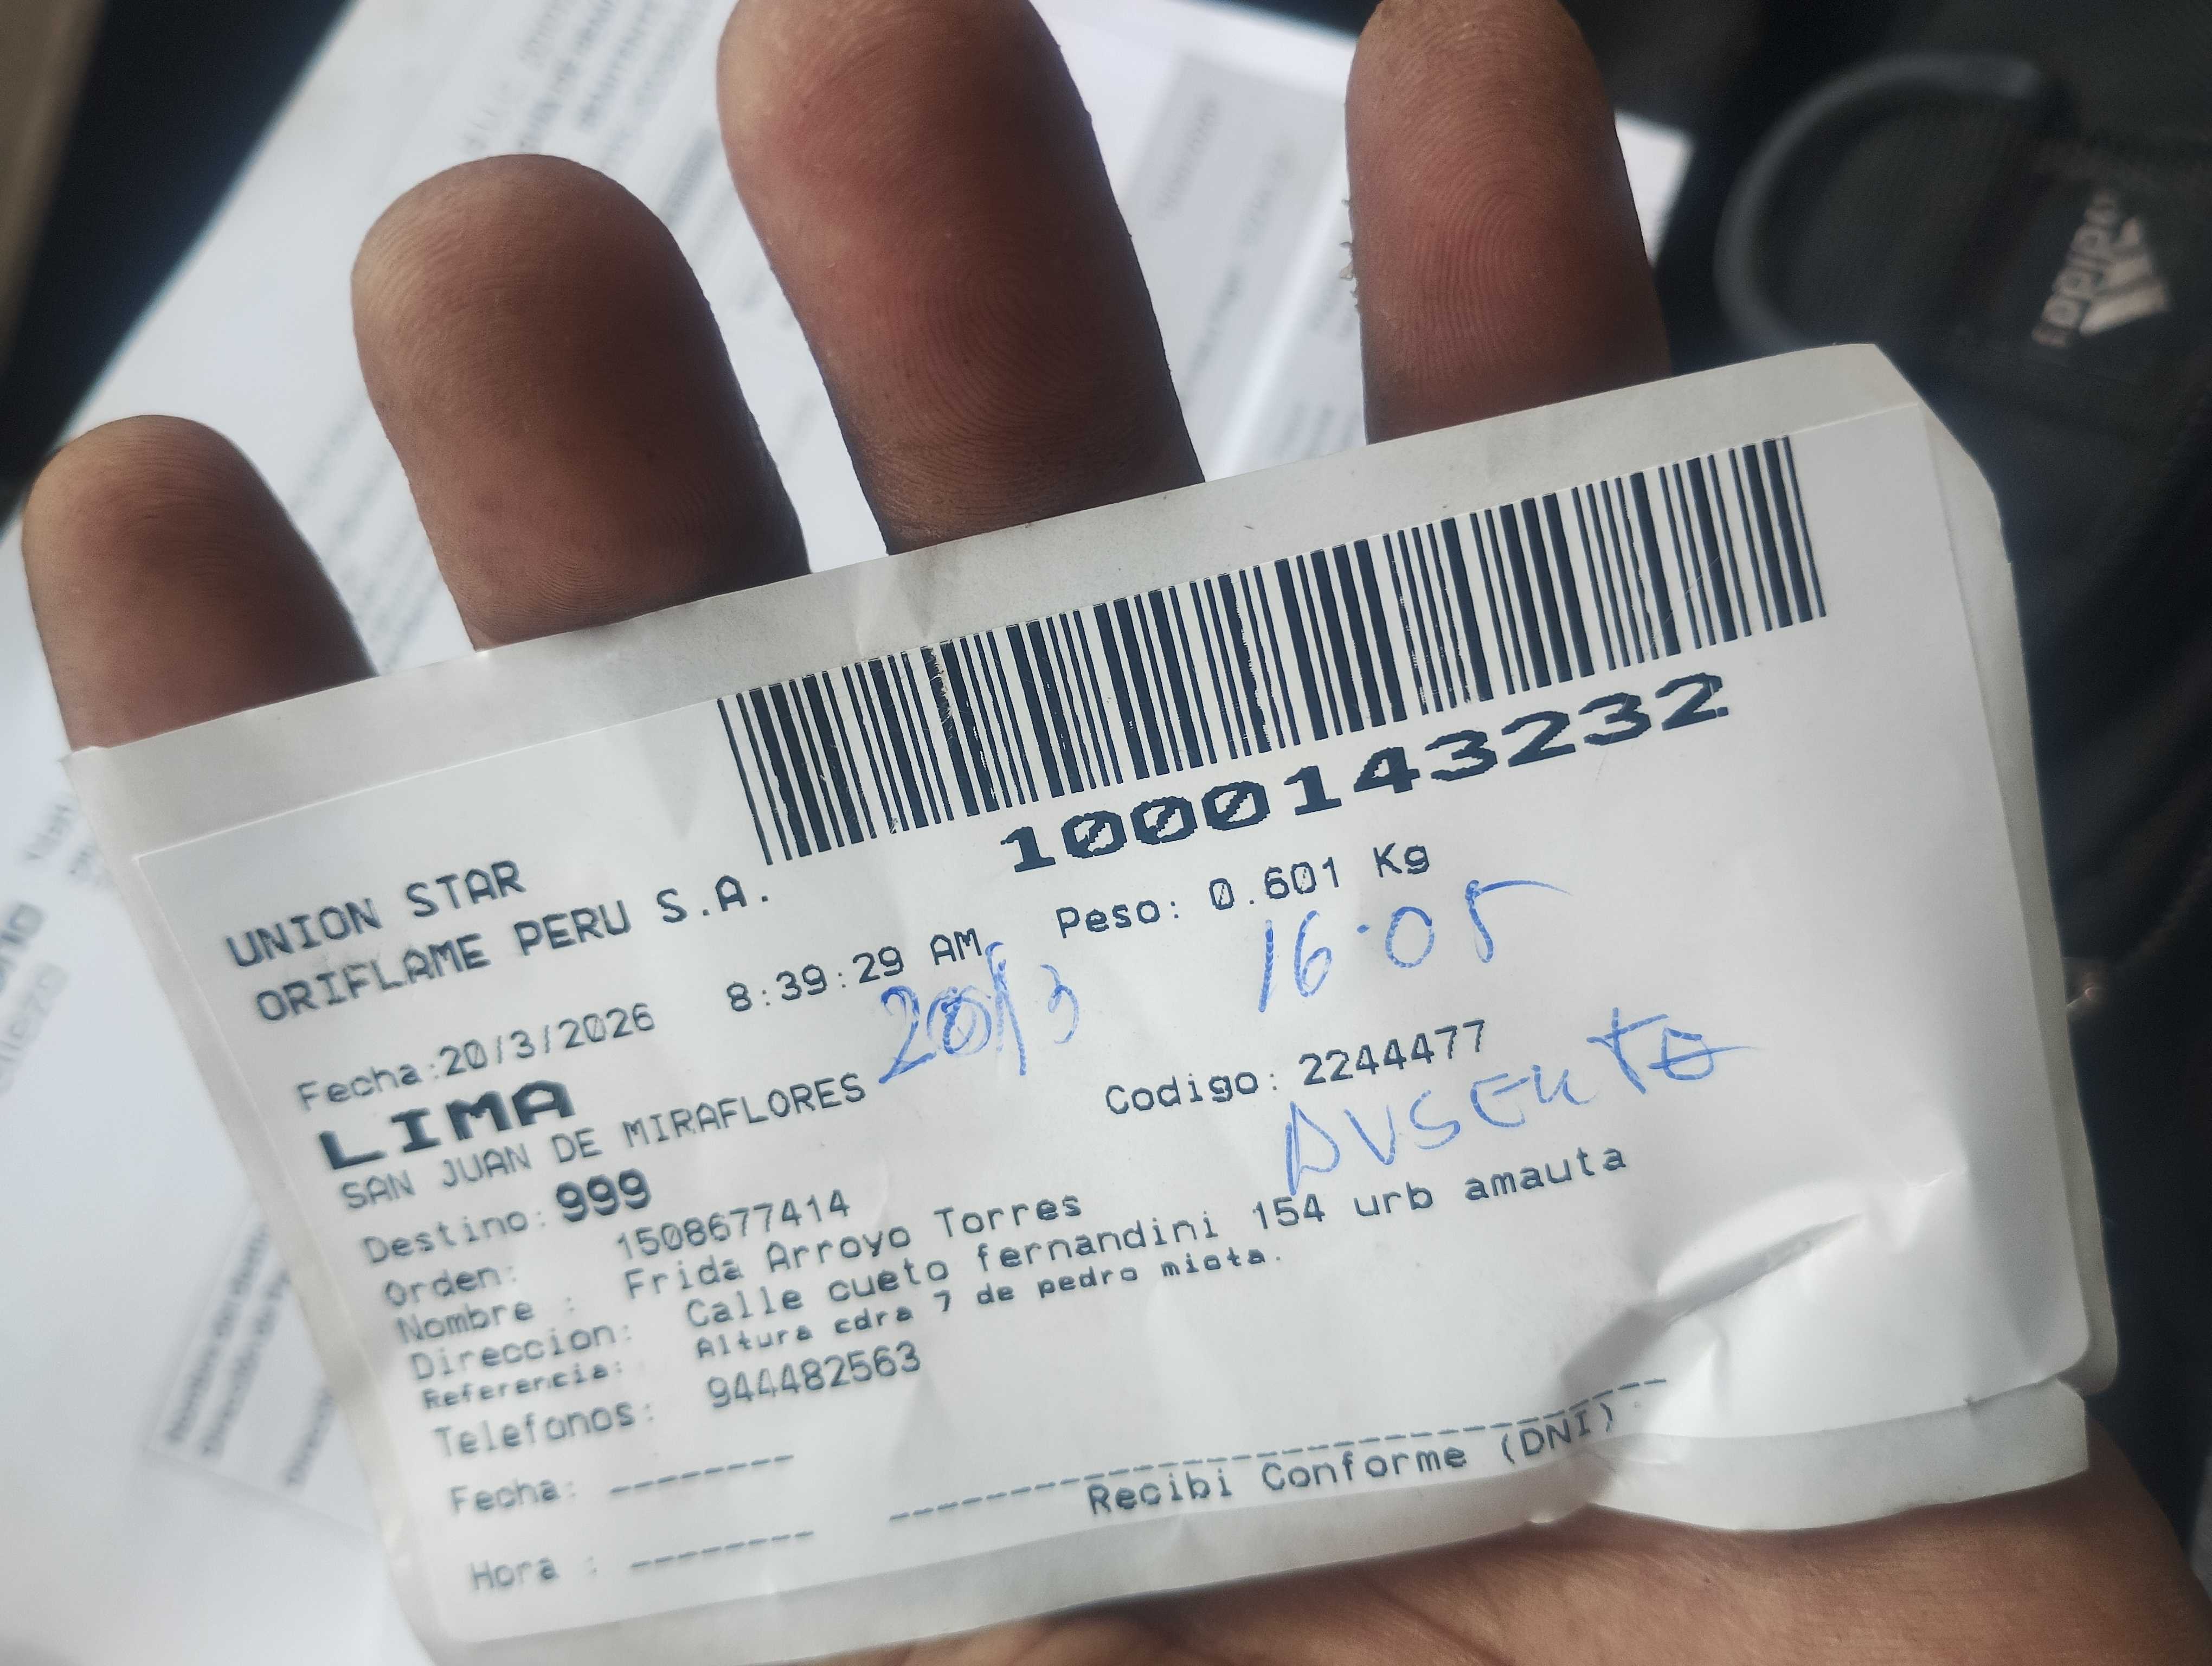 1000143232
UNION STAR
ORIFLAME PERU S.A.
Fecha:20/3/2026 8:39:29 AM Peso: 0.601 Kg
20/3 16:05
LIMA
SAN JUAN DE MIRAFLORES Codigo: 2244477
AUSENTE
Destino: 999
Orden: 1508677414
Nombre : Frida Arroyo Torres
Direccion: Calle cueto fernandini 154 urb amauta
Referencia: Altura cdra 7 de pedro miota.
Telefonos: 944482563
Fecha: --------
Recibi Conforme (DNI)
Hora : --------
adidas